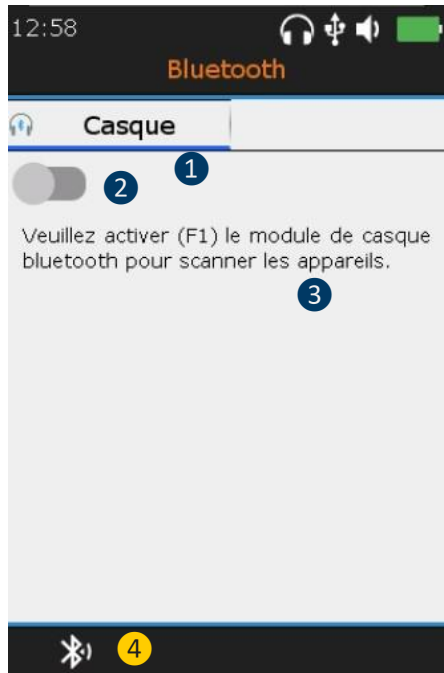 12:58
Bluetooth
Casque
1
2
Veuillez activer (F1) le module de casque
bluetooth pour scanner les appareils.
3
4